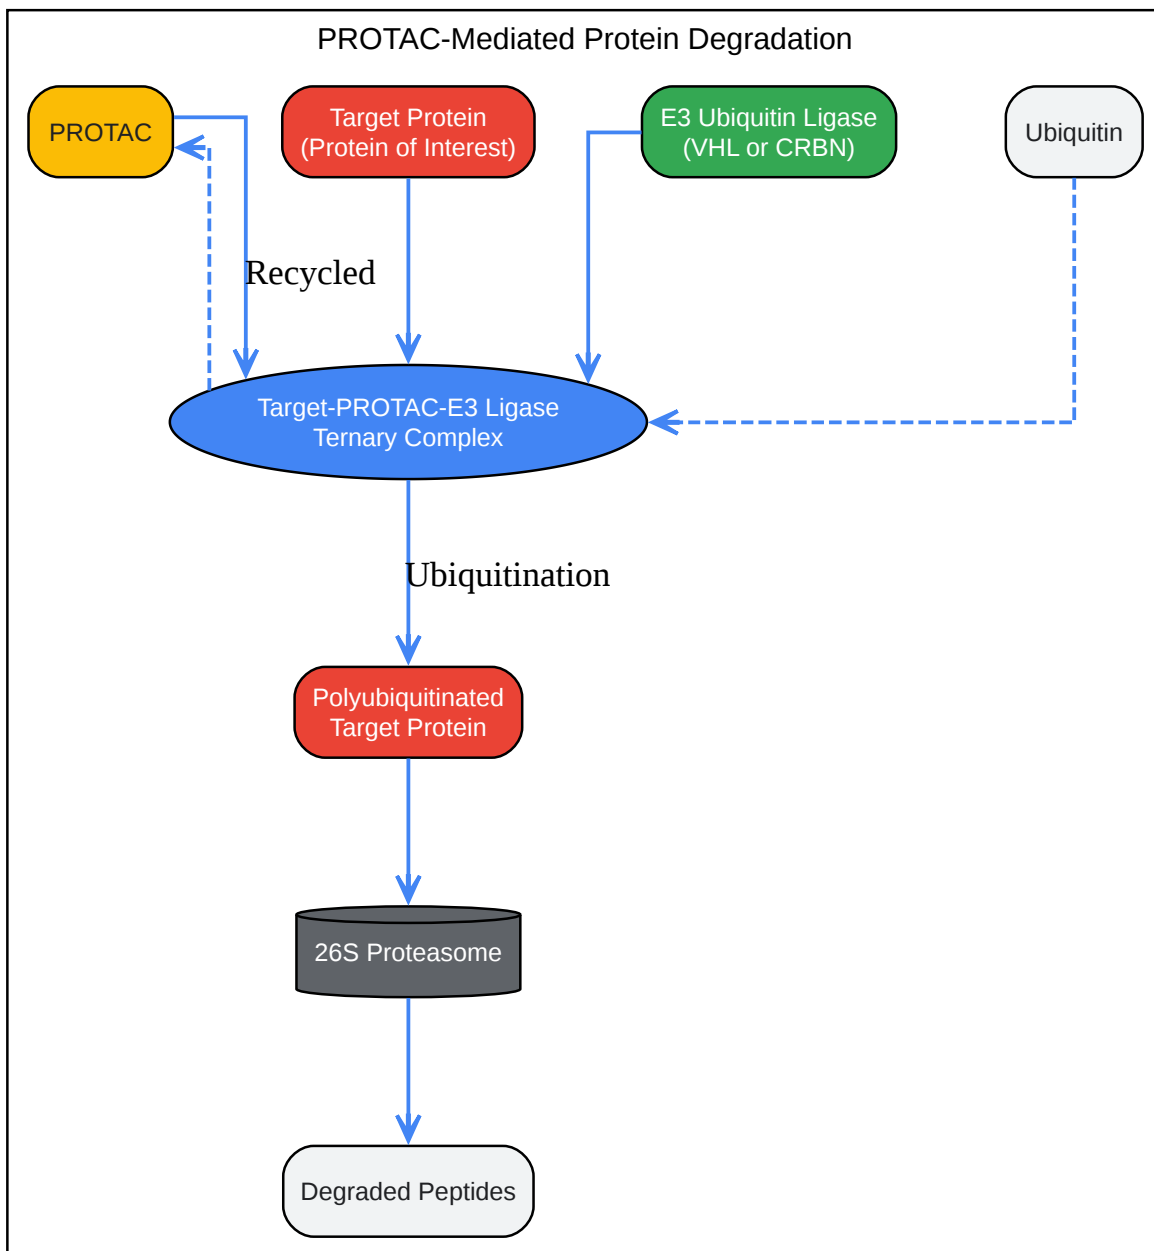 PROTAC-Mediated Protein Degradation
PROTAC
Target Protein
(Protein of Interest)
E3 Ubiquitin Ligase
(VHL or CRBN)
Ubiquitin
Recycled
Target-PROTAC-E3 Ligase
Ternary Complex
Ubiquitination
Polyubiquitinated
Target Protein
26S Proteasome
Degraded Peptides